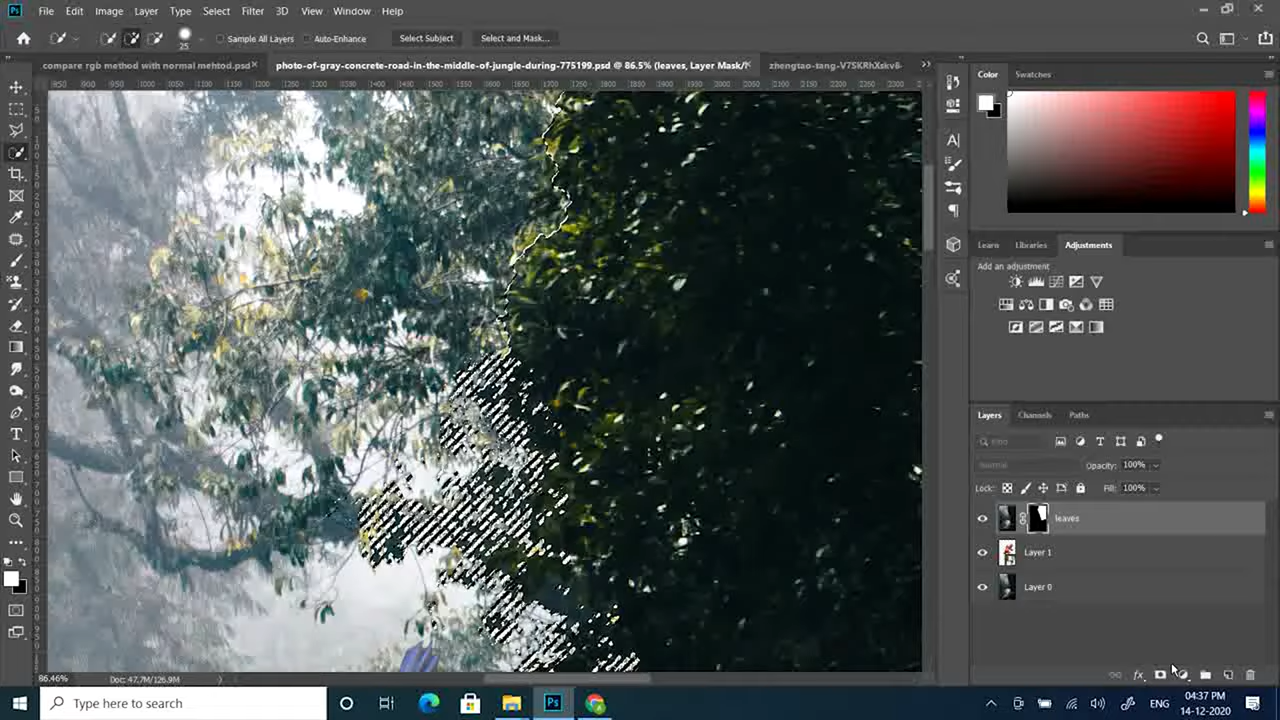 Ps File Edit Image Layer Type Select Filter 3D View Window Help
25 Sample All Layers Auto-Enhance Select Subject Select and Mask...
compare rgb method with normal mehtod.psd
photo-of-gray-concrete-road-in-the-middle-of-jungle-during-775199.psd @ 86.5% (leaves, Layer Mask/
Color Swatches
Learn Libraries Adjustments
Add an adjustment
Layers Channels Paths
Kind
Normal Opacity: 100%
Lock: Fill: 100%
leaves
Layer 1
Layer 0
86.46% Doc: 47.7M/126.9M
Type here to search
Ps
ENG
04:37 PM
14-12-2020